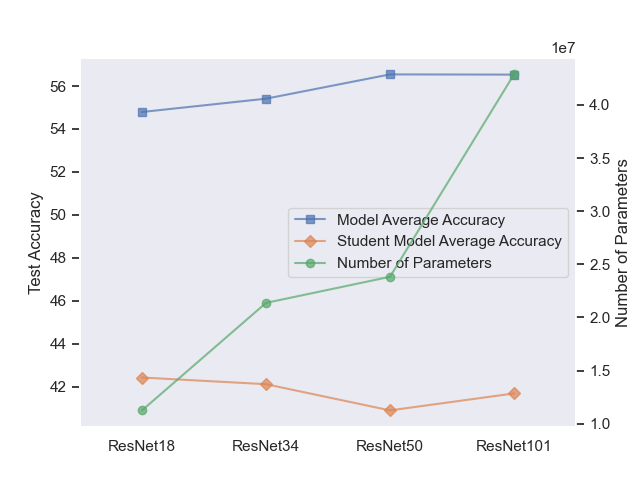 1e7
56
54
52
50
48
46
44
42
Test Accuracy
4.0
3.5
3.0
2.5
2.0
1.5
1.0
Number of Parameters
Model Average Accuracy
Student Model Average Accuracy
Number of Parameters
ResNet18 ResNet34 ResNet50 ResNet101